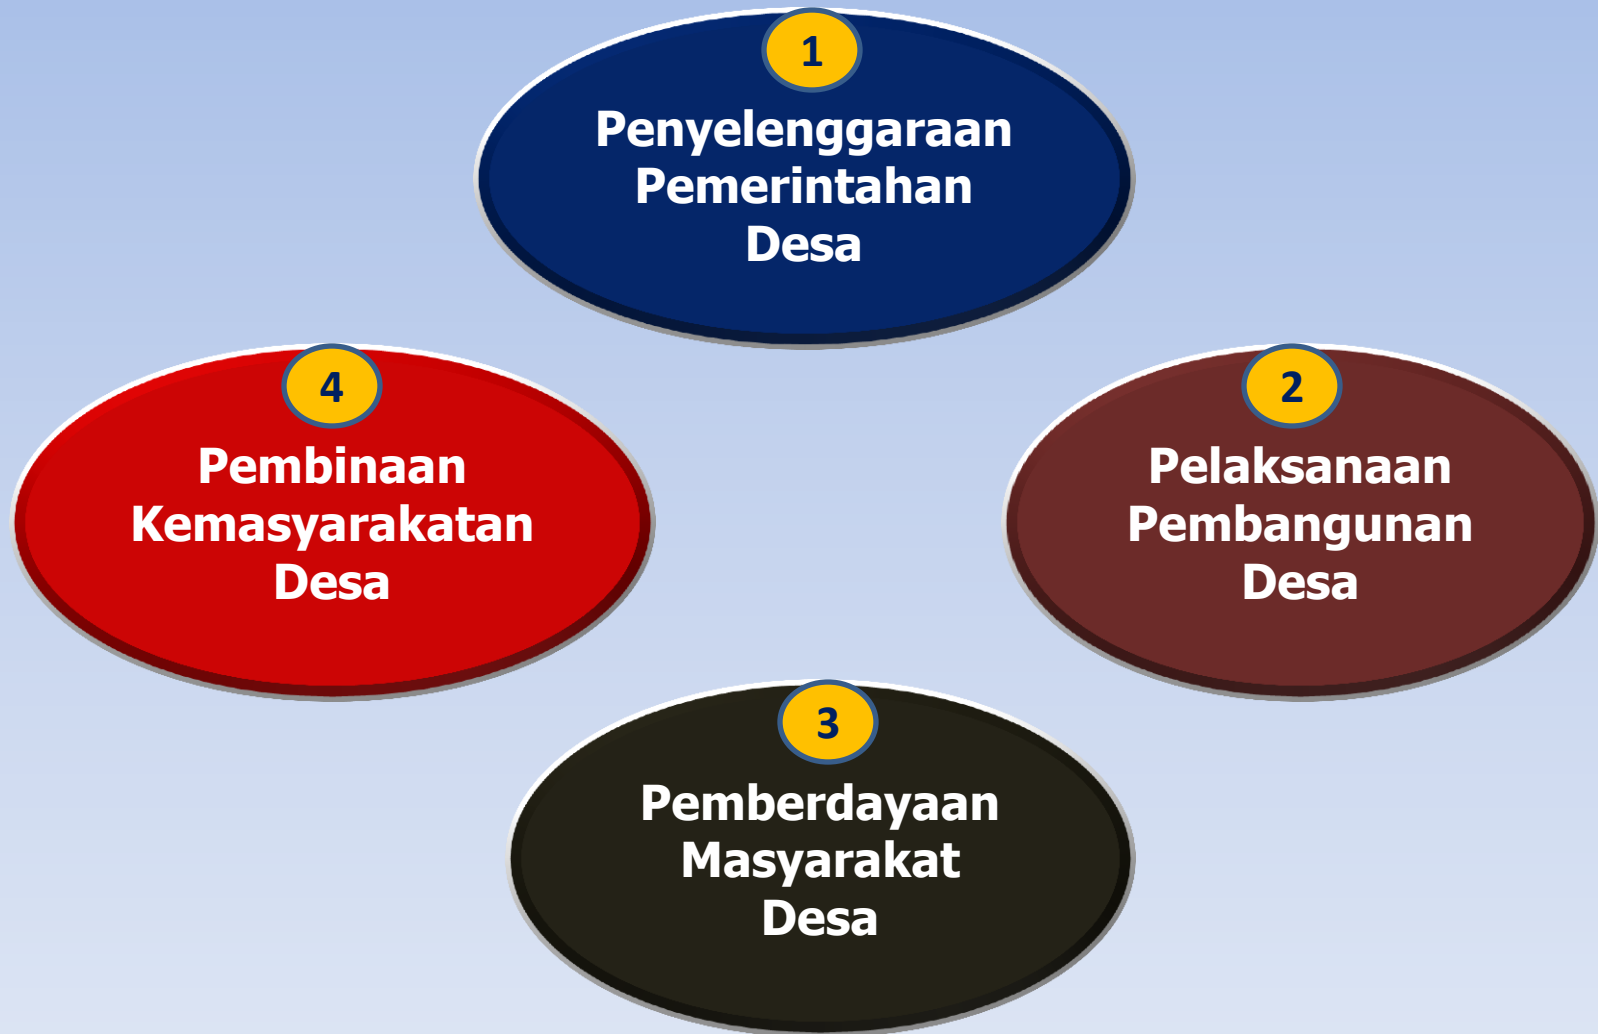 1
Penyelenggaraan
Pemerintahan
Desa
4
Pembinaan
Kemasyarakatan
Desa
2
Pelaksanaan
Pembangunan
Desa
3
Pemberdayaan
Masyarakat
Desa